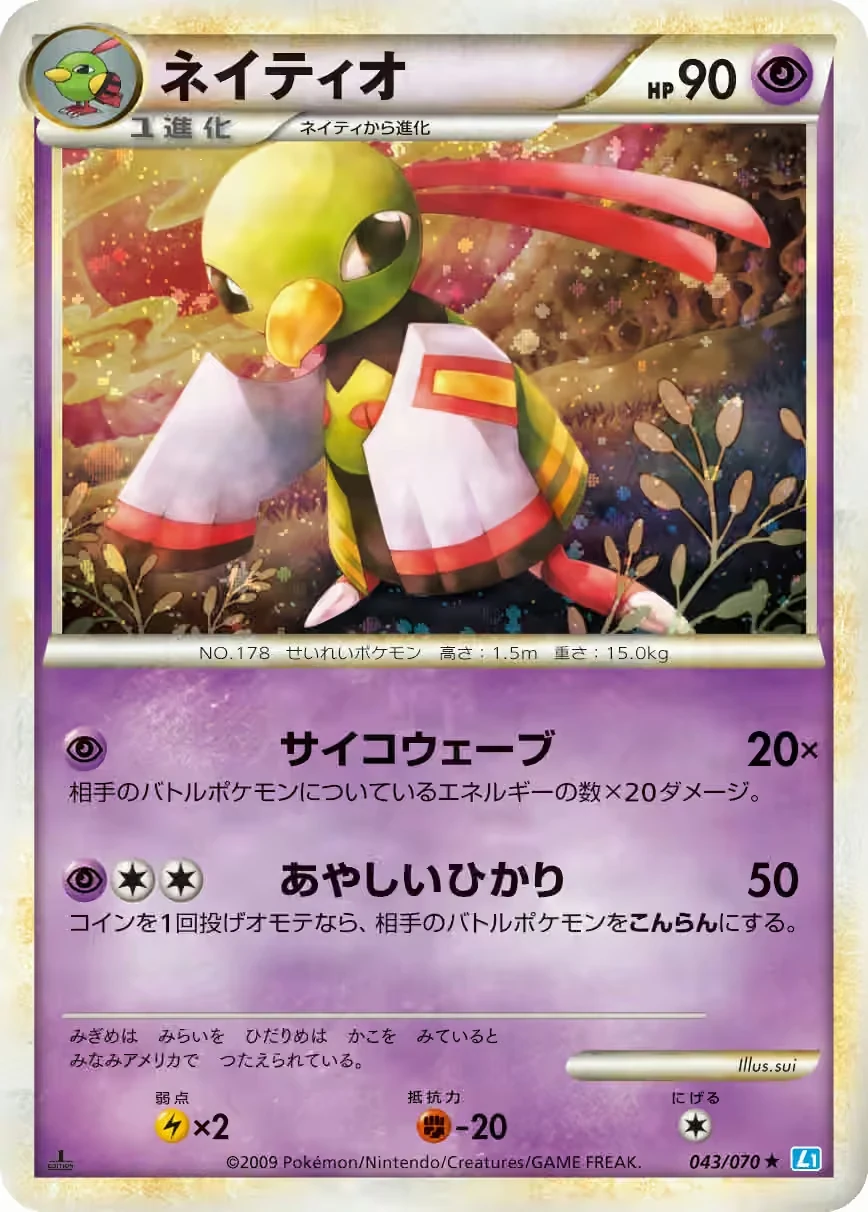 ネイティオ HP90
1進化 ネイティから進化
NO.178 せいれいポケモン 高さ：1.5m 重さ：15.0kg
サイコウェーブ 20×
相手のバトルポケモンについているエネルギーの数×20ダメージ。
あやしいひかり 50
コインを1回投げオモテなら、相手のバトルポケモンをこんらんにする。
みぎめは みらいを ひだりめは かこを みていると
みなみアメリカで つたえられている。
Illus.sui
弱点 抵抗力 にげる
×2 -20
1 EDITION ©2009 Pokémon/Nintendo/Creatures/GAME FREAK. 043/070 ★ L1